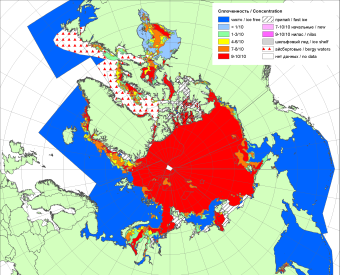 Сплоченность / Concentration
чисто / ice free
< 1/10
1-3/10
4-6/10
7-8/10
9-10/10
припай / fast ice
7-10/10 начальные / new
9-10/10 нилас / nilas
шельфовый лед / ice shelf
айсберговые / bergy waters
нет данных / no data